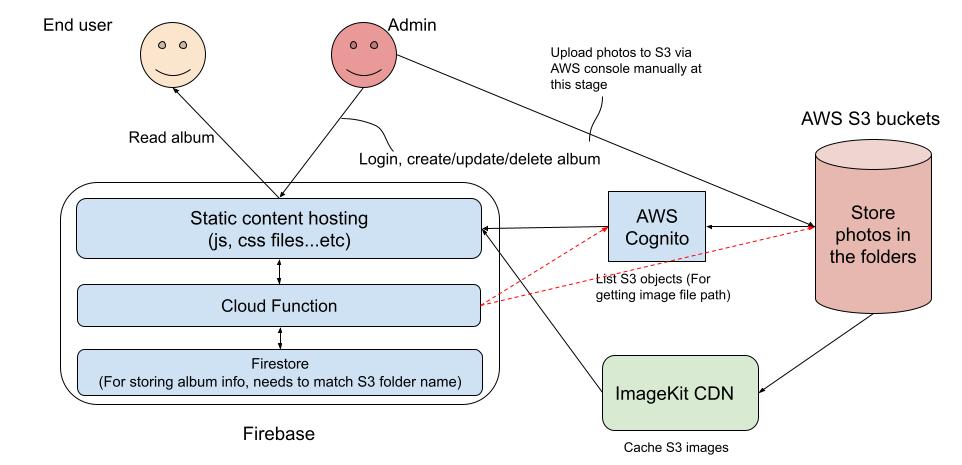 End user
Admin
Upload photos to S3 via
AWS console manually at
this stage
AWS S3 buckets
Read album
Login, create/update/delete album
Static content hosting
(js, css files...etc)
AWS
Cognito
Store
photos in
the folders
List S3 objects (For
getting image file path)
Cloud Function
Firestore
(For storing album info, needs to match S3 folder name)
ImageKit CDN
Firebase
Cache S3 images